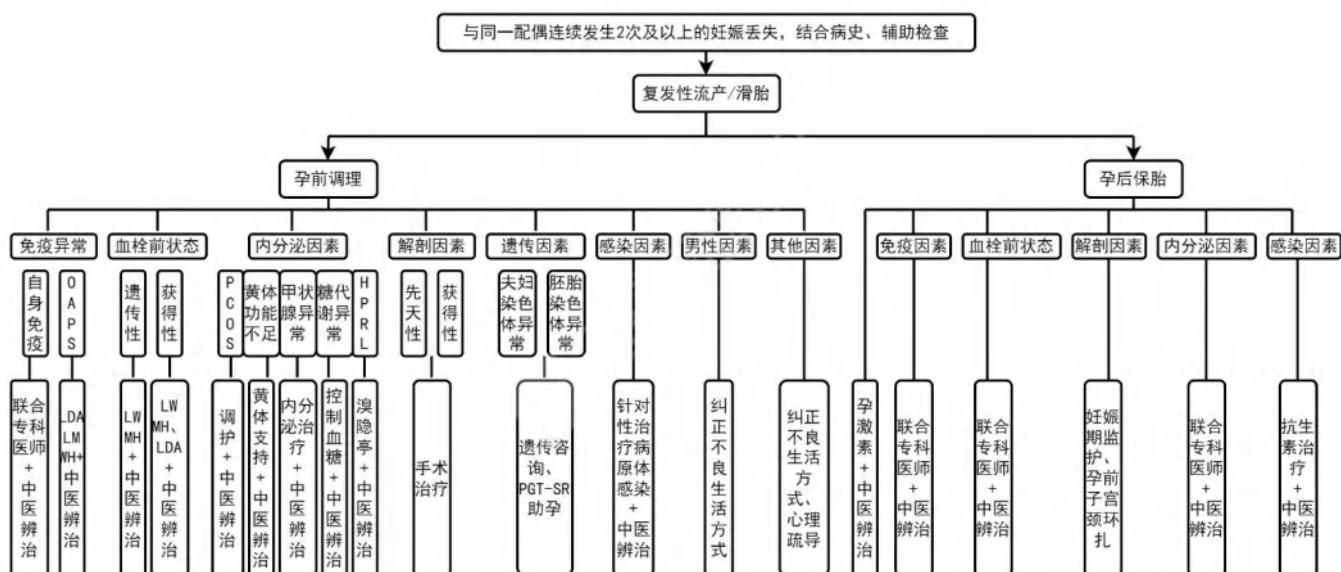 与同一配偶连续发生2次及以上的妊娠丢失，结合病史、辅助检查
复发性流产/滑胎
孕前调理
孕后保胎
免疫异常
血栓前状态
内分泌因素
解剖因素
遗传因素
感染因素
男性因素
其他因素
免疫因素
血栓前状态
解剖因素
内分泌因素
感染因素
自
身
免
疫
O
A
P
S
遗
传
性
获
得
性
P
C
O
S
黄体
功能
不足
甲状
腺异
常
糖代
谢异
常
H
P
R
L
先
天
性
获
得
性
夫妇
染色
体异
常
胚胎
染色
体异
常
联合
专科
医师
+
中
医
辨
治
LDA
LM
WH+
中
医
辨
治
LW
MH
+
中
医
辨
治
LW
MH、
LDA
+
中
医
辨
治
调
护
+
中
医
辨
治
黄
体
支
持
+
中
医
辨
治
内分
泌治
疗
+
中
医
辨
治
控
制
血
糖
+
中
医
辨
治
溴
隐
亭
+
中
医
辨
治
手术
治疗
遗传咨
询、
PGT-SR
助孕
针对
性治
疗病
原体
感染
+
中医
辨治
纠
正
不
良
生
活
方
式
纠正
不良
生活
方
式、
心理
疏导
孕
激
素
+
中
医
辨
治
联合
专科
医师
+
中
医
辨
治
联合
专科
医师
+
中
医
辨
治
妊娠
期监
护、
孕前
子宫
颈环
扎
联合
专科
医师
+
中
医
辨
治
抗生
素治
疗+
中
医
辨
治